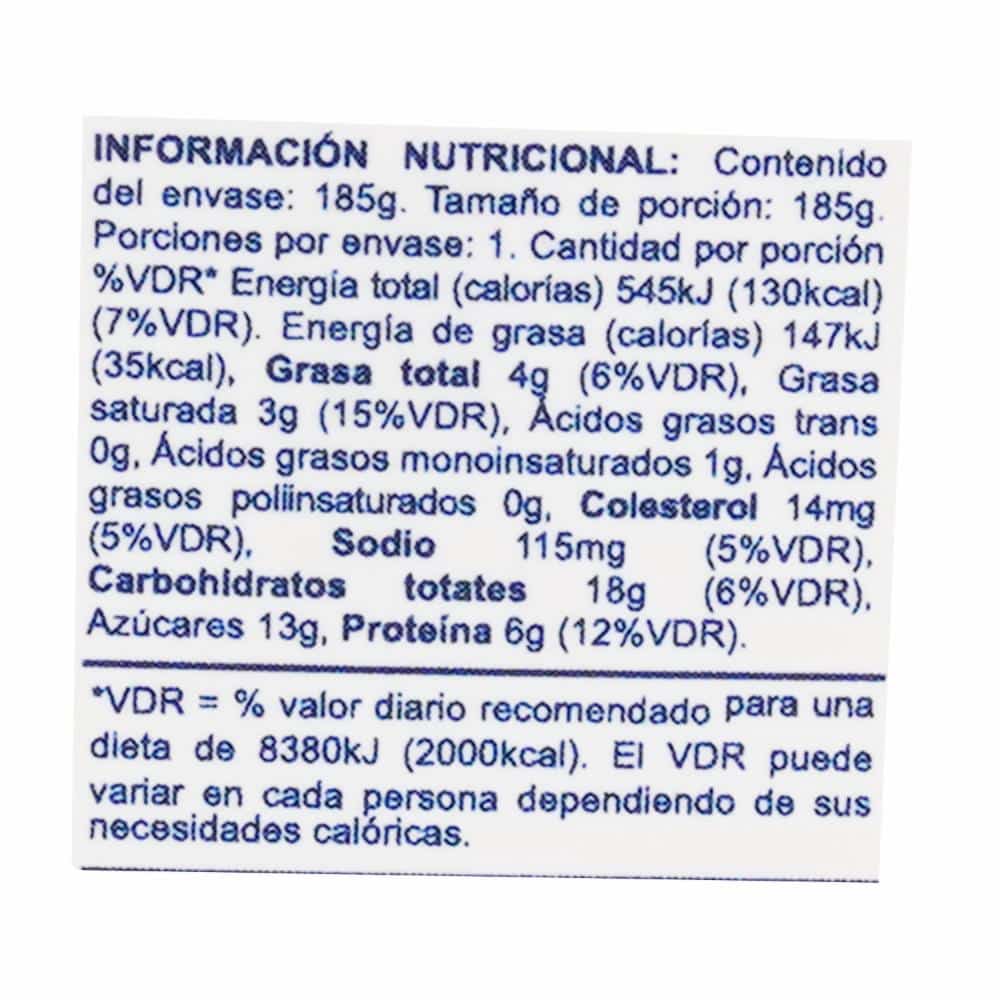 INFORMACIÓN NUTRICIONAL: Contenido
del envase: 185g. Tamaño de porción: 185g.
Porciones por envase: 1. Cantidad por porción
%VDR* Energía total (calorías) 545kJ (130kcal)
(7%VDR). Energía de grasa (calorías) 147kJ
(35kcal), Grasa total 4g (6%VDR), Grasa
saturada 3g (15%VDR), Ácidos grasos trans
0g, Ácidos grasos monoinsaturados 1g, Ácidos
grasos poliinsaturados 0g, Colesterol 14mg
(5%VDR), Sodio 115mg (5%VDR),
Carbohidratos totates 18g (6%VDR),
Azúcares 13g, Proteína 6g (12%VDR).
*VDR = % valor diario recomendado para una
dieta de 8380kJ (2000kcal). El VDR puede
variar en cada persona dependiendo de sus
necesidades calóricas.